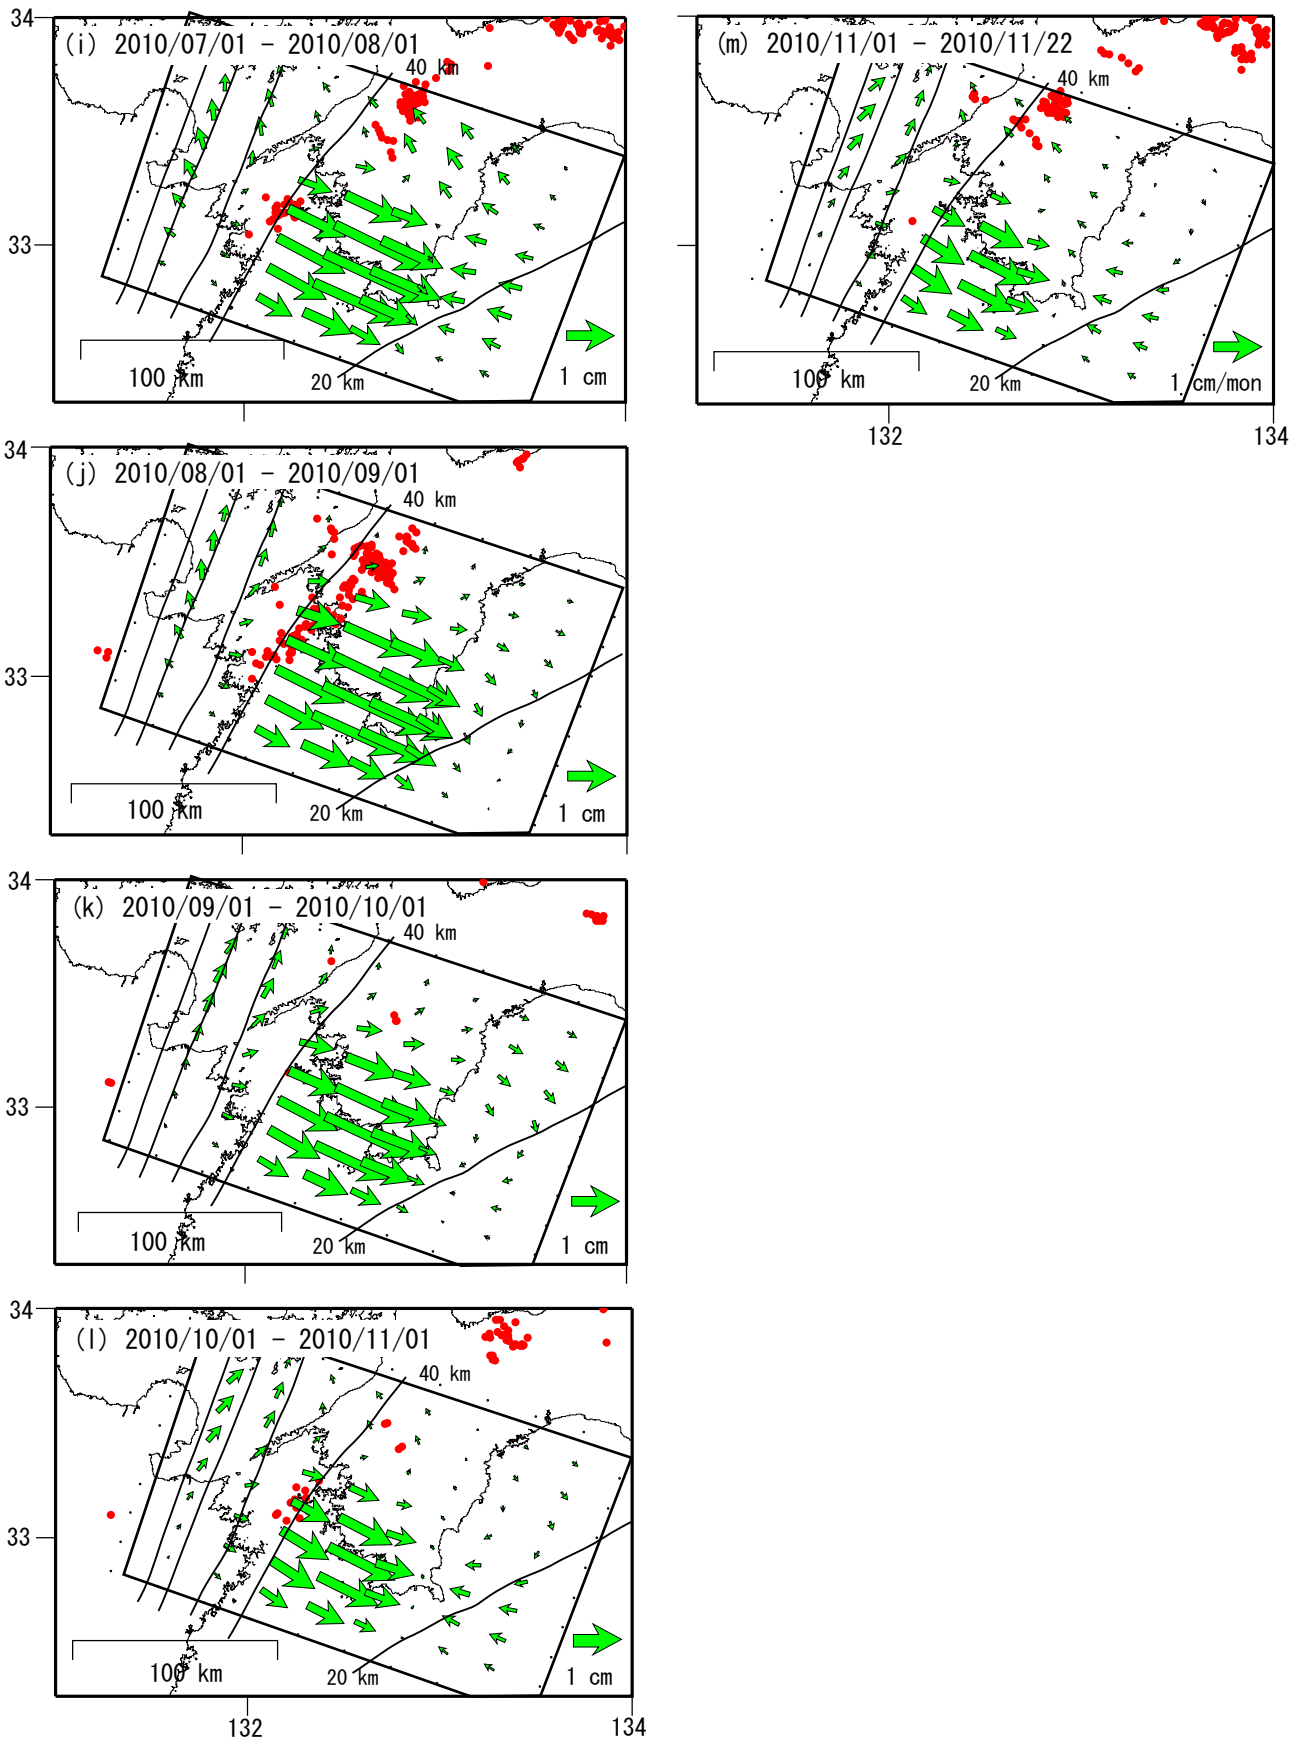 34
(i) 2010/07/01 - 2010/08/01
40 km
33
100 km
20 km
1 cm
(m) 2010/11/01 - 2010/11/22
40 km
100 km
20 km
1 cm/mon
132
134
34
(j) 2010/08/01 - 2010/09/01
40 km
33
100 km
20 km
1 cm
34
(k) 2010/09/01 - 2010/10/01
40 km
33
100 km
20 km
1 cm
34
(l) 2010/10/01 - 2010/11/01
40 km
33
100 km
20 km
1 cm
132
134